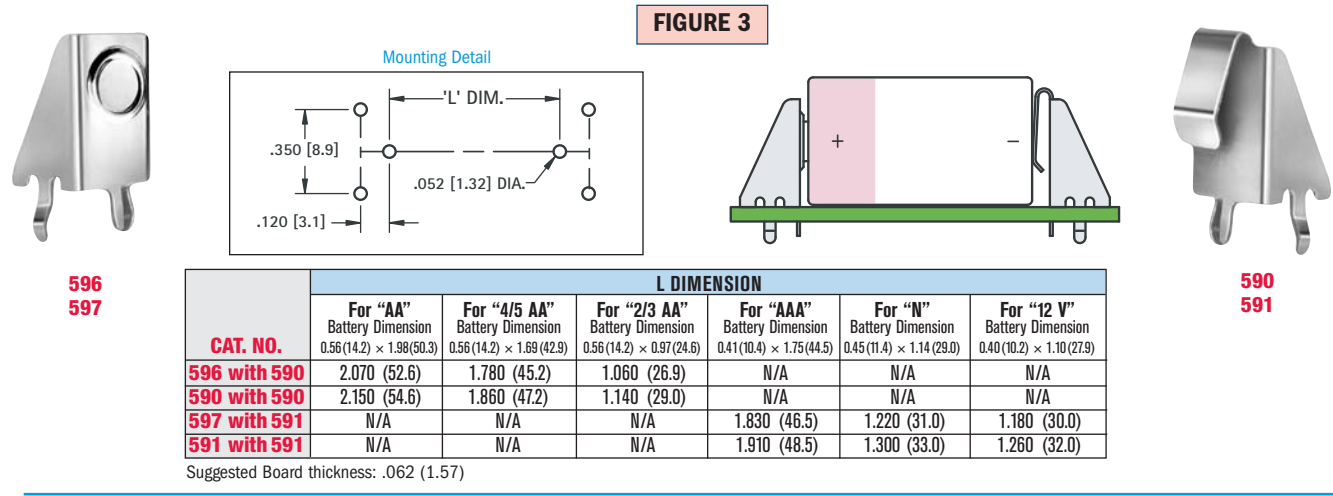 FIGURE 3
Mounting Detail
'L' DIM.
.350 [8.9]
.052 [1.32] DIA.
.120 [3.1]
+
−
596
597
590
591
CAT. NO.
L DIMENSION
For “AA” For “4/5 AA” For “2/3 AA” For “AAA” For “N” For “12 V”
Battery Dimension Battery Dimension Battery Dimension Battery Dimension Battery Dimension Battery Dimension
0.56(14.2) × 1.98(50.3) 0.56(14.2) × 1.69(42.9) 0.56(14.2) × 0.97(24.6) 0.41(10.4) × 1.75(44.5) 0.45(11.4) × 1.14(29.0) 0.40(10.2) × 1.10(27.9)
596 with 590 2.070 (52.6) 1.780 (45.2) 1.060 (26.9) N/A N/A N/A
590 with 590 2.150 (54.6) 1.860 (47.2) 1.140 (29.0) N/A N/A N/A
597 with 591 N/A N/A N/A 1.830 (46.5) 1.220 (31.0) 1.180 (30.0)
591 with 591 N/A N/A N/A 1.910 (48.5) 1.300 (33.0) 1.260 (32.0)
Suggested Board thickness: .062 (1.57)